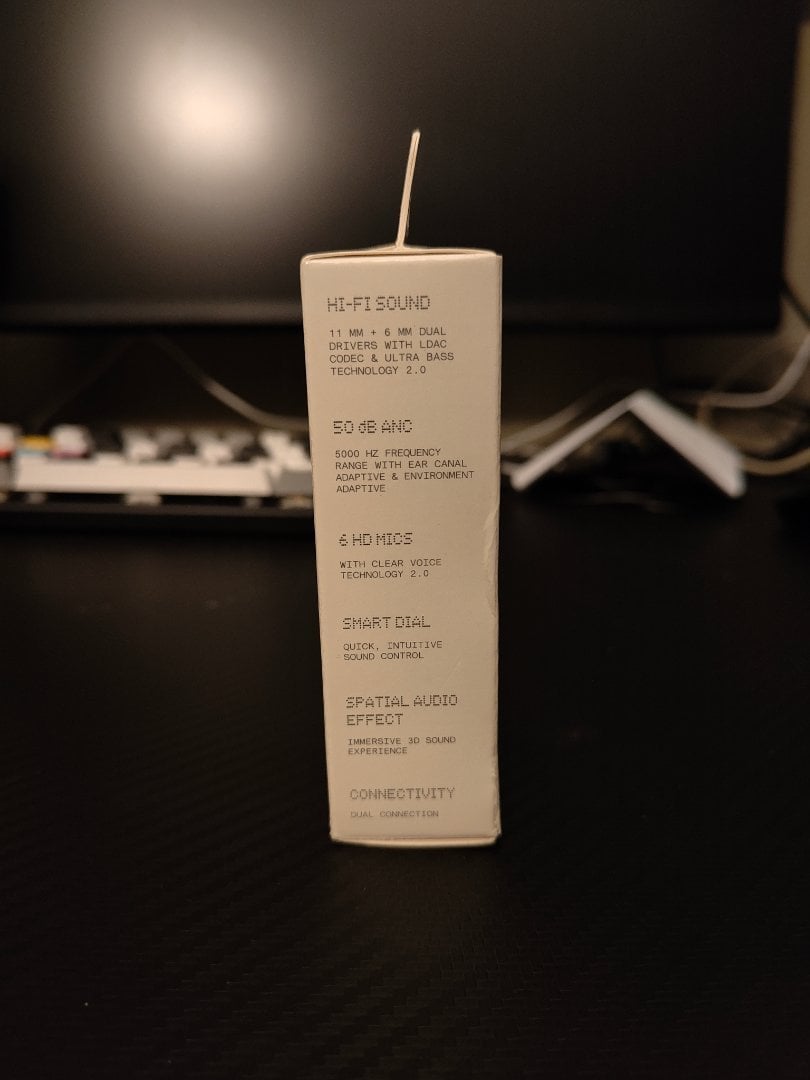 HI-FI SOUND
11 MM + 6 MM DUAL
DRIVERS WITH LDAC
CODEC & ULTRA BASS
TECHNOLOGY 2.0
50 dB ANC
5000 HZ FREQUENCY
RANGE WITH EAR CANAL
ADAPTIVE & ENVIRONMENT
ADAPTIVE
6 HD MICS
WITH CLEAR VOICE
TECHNOLOGY 2.0
SMART DIAL
QUICK, INTUITIVE
SOUND CONTROL
SPATIAL AUDIO
EFFECT
IMMERSIVE 3D SOUND
EXPERIENCE
CONNECTIVITY
DUAL CONNECTION